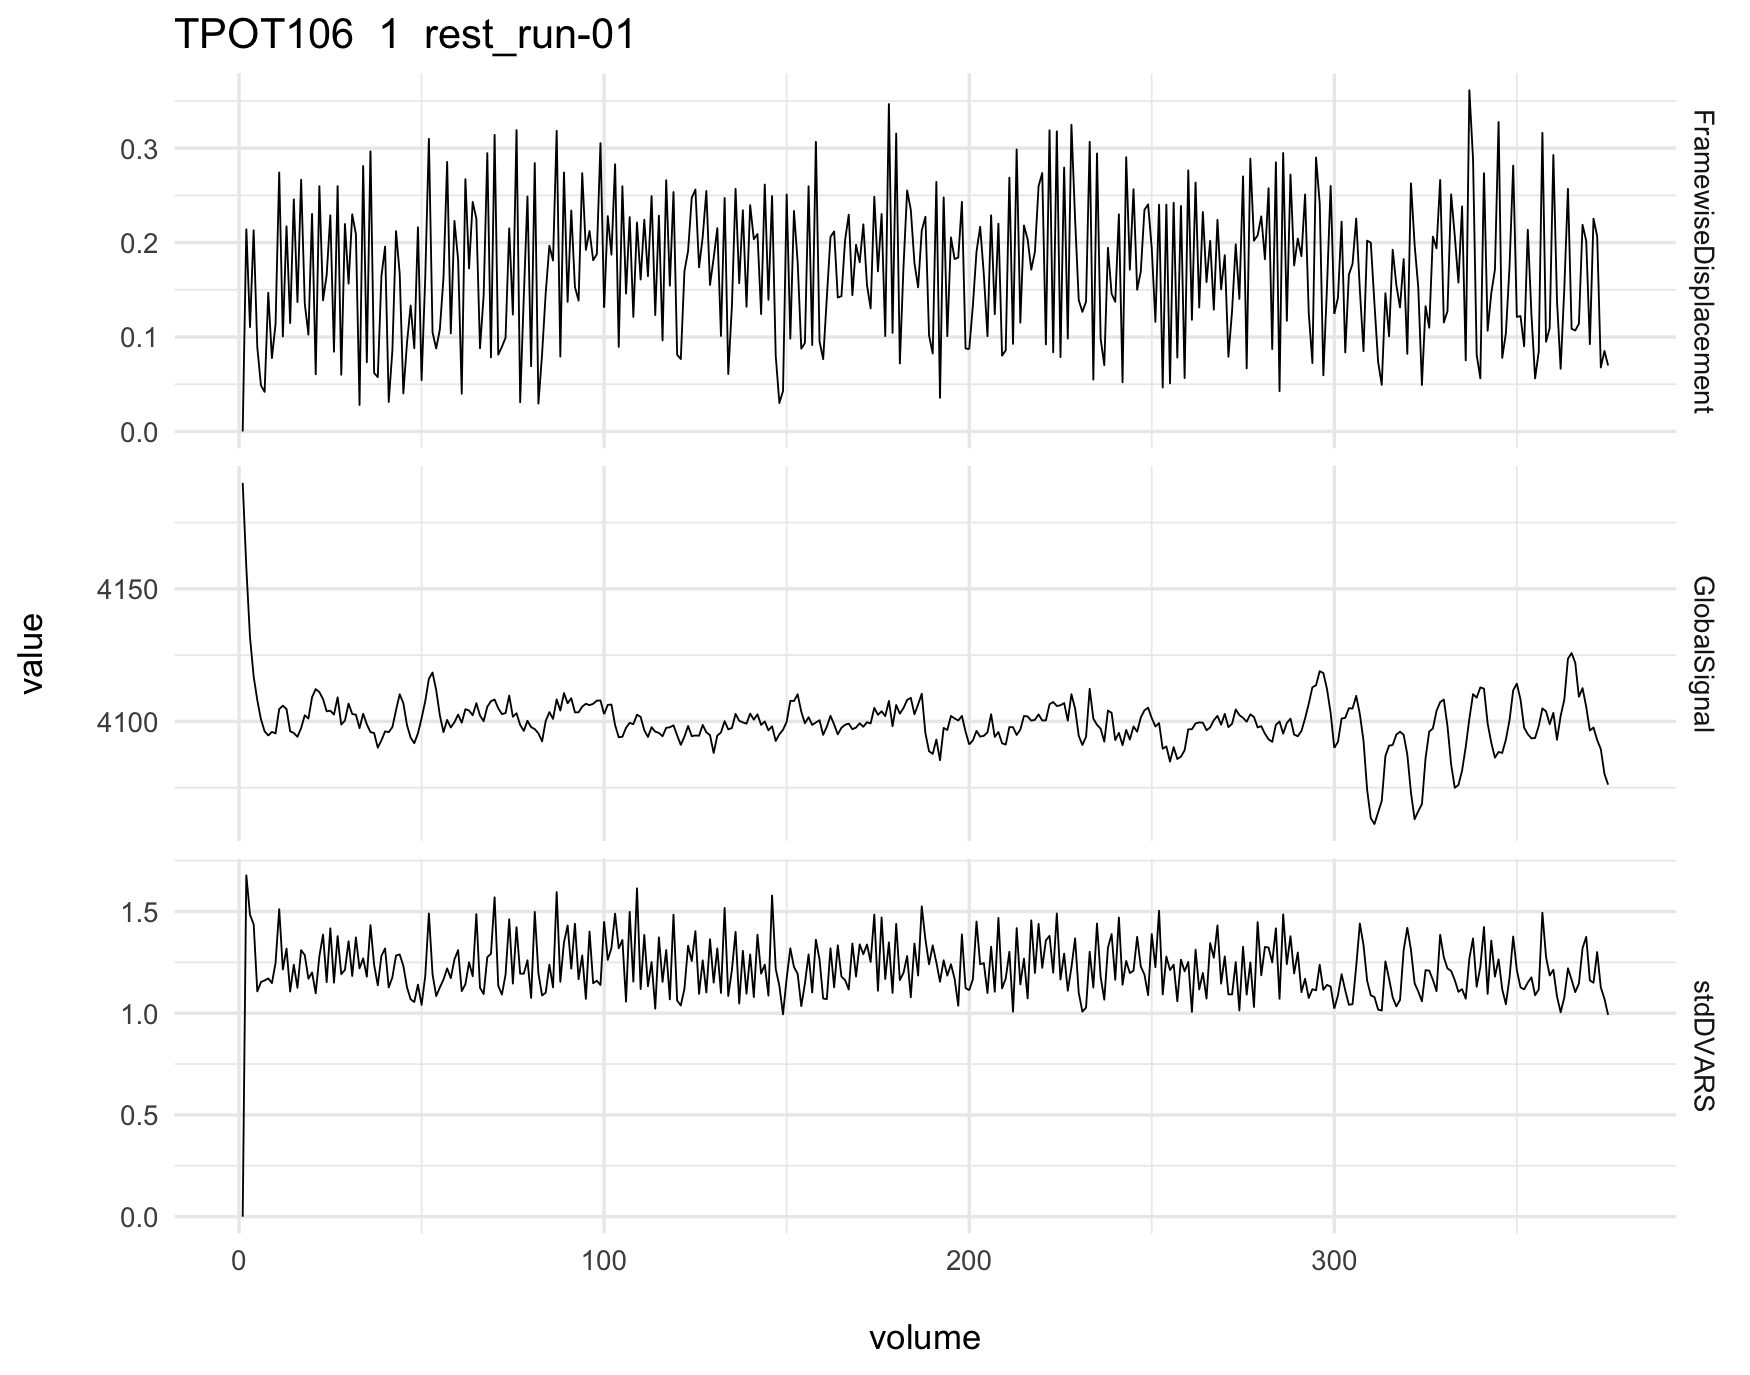 TPOT106 1 rest_run-01
0.3
0.2
0.1
0.0
FramewiseDisplacement
value
4150
4100
GlobalSignal
1.5
1.0
0.5
0.0
stdDVARS
0 100 200 300
volume